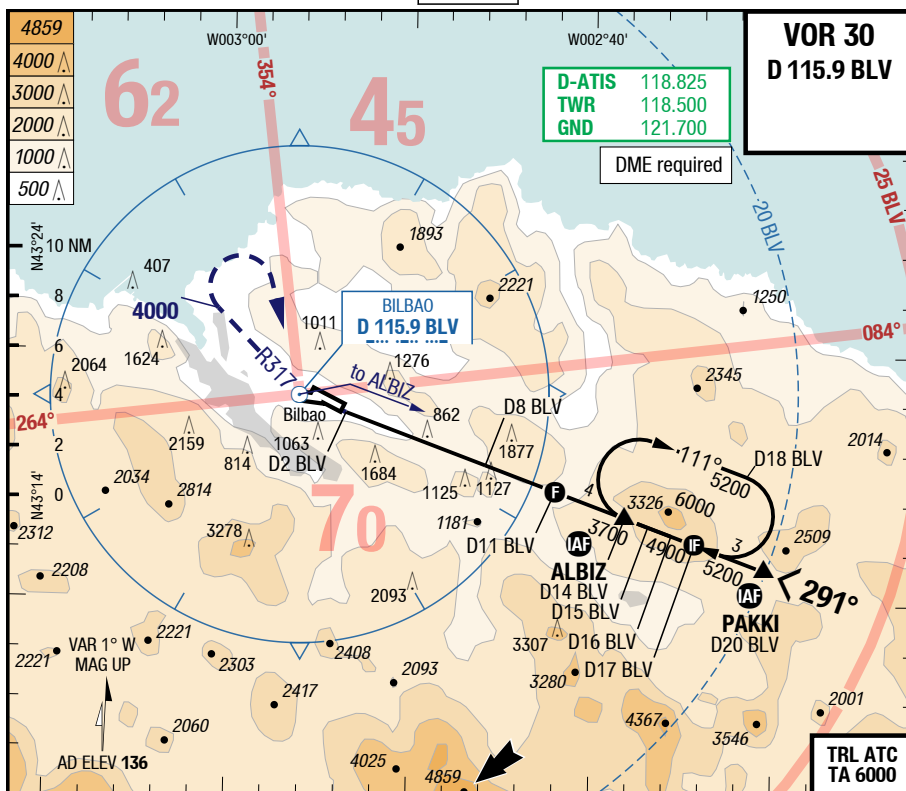 4859
4000
3000
2000
1000
500
W003°00'
W002°40'
VOR 30
D 115.9 BLV
D-ATIS 118.825
TWR 118.500
GND 121.700
DME required
62
45
70
354°
25 BLV
20 BLV
084°
264°
N43°24'
N43°14'
10 NM
8
6
4
2
0
407
4000
1893
2221
1250
BILBAO
D 115.9 BLV
1011
1624
2064
R317
1276
to ALBIZ
2345
Bilbao
862
D8 BLV
2159
814
1063
D2 BLV
1684
1877
2014
111°
5200
D18 BLV
2034
2814
1125
1127
F
4
3326
6000
2312
3278
1181
D11 BLV
3700
4900
IF
3
2509
5200
2208
2093
IAF
ALBIZ
D14 BLV
D15 BLV
D16 BLV
D17 BLV
IAF
PAKKI
D20 BLV
291°
2221
2221
VAR 1° W
MAG UP
2303
2408
2093
3307
3280
2417
2060
2001
4367
3546
AD ELEV 136
4025
4859
TRL ATC
TA 6000